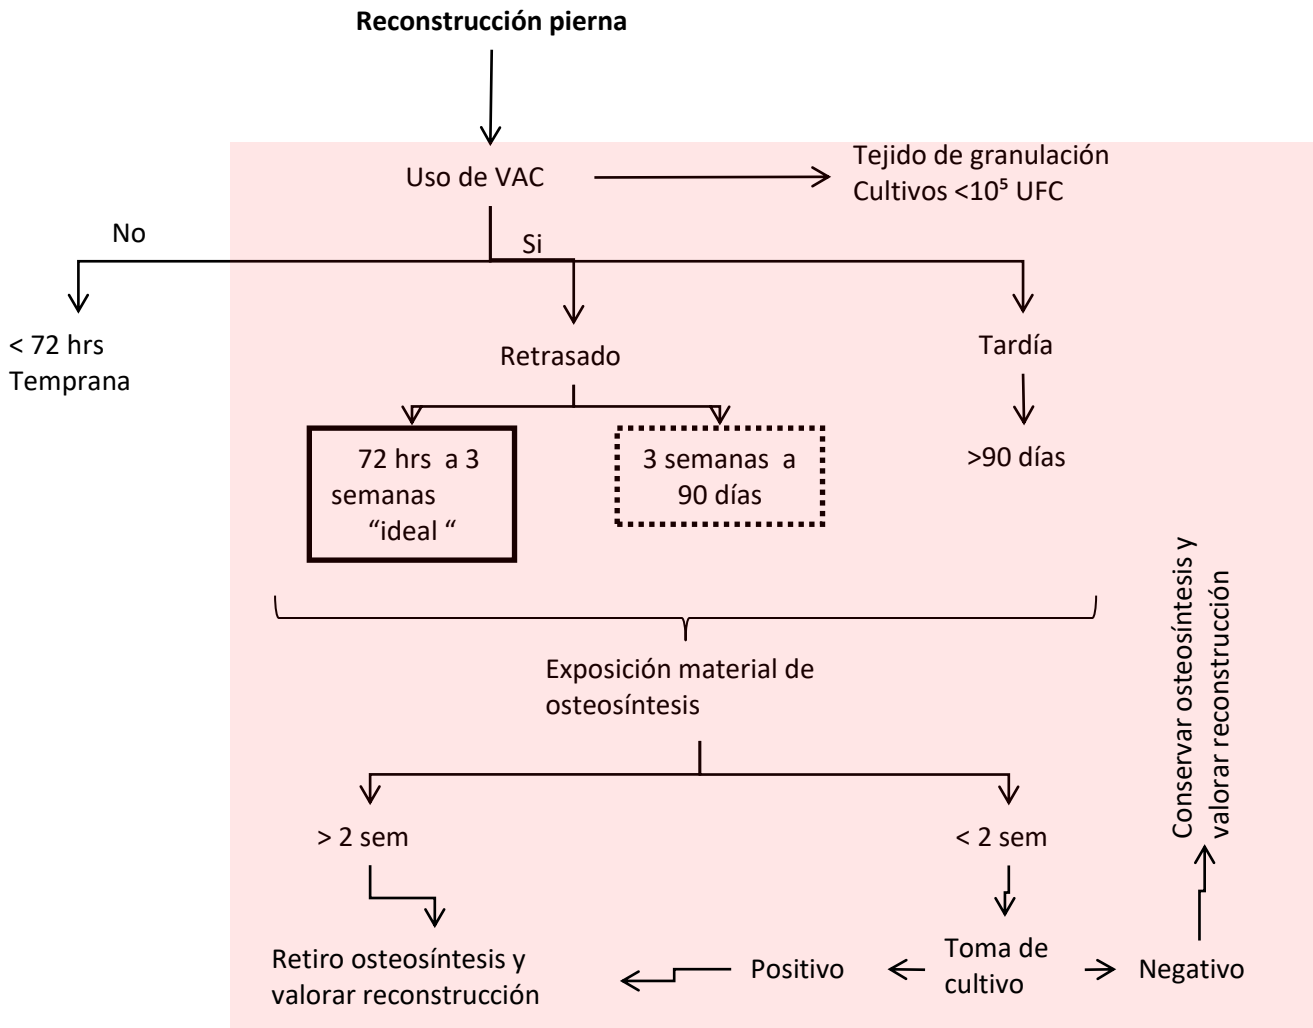 Reconstrucción pierna
Uso de VAC
Tejido de granulación
Cultivos <10⁵ UFC
No
Si
< 72 hrs
Temprana
Retrasado
Tardía
72 hrs  a 3
semanas
“ideal “
3 semanas  a
90 días
>90 días
Exposición material de
osteosíntesis
Conservar osteosíntesis y
valorar reconstrucción
> 2 sem
< 2 sem
Retiro osteosíntesis y
valorar reconstrucción
Positivo
Toma de
cultivo
Negativo